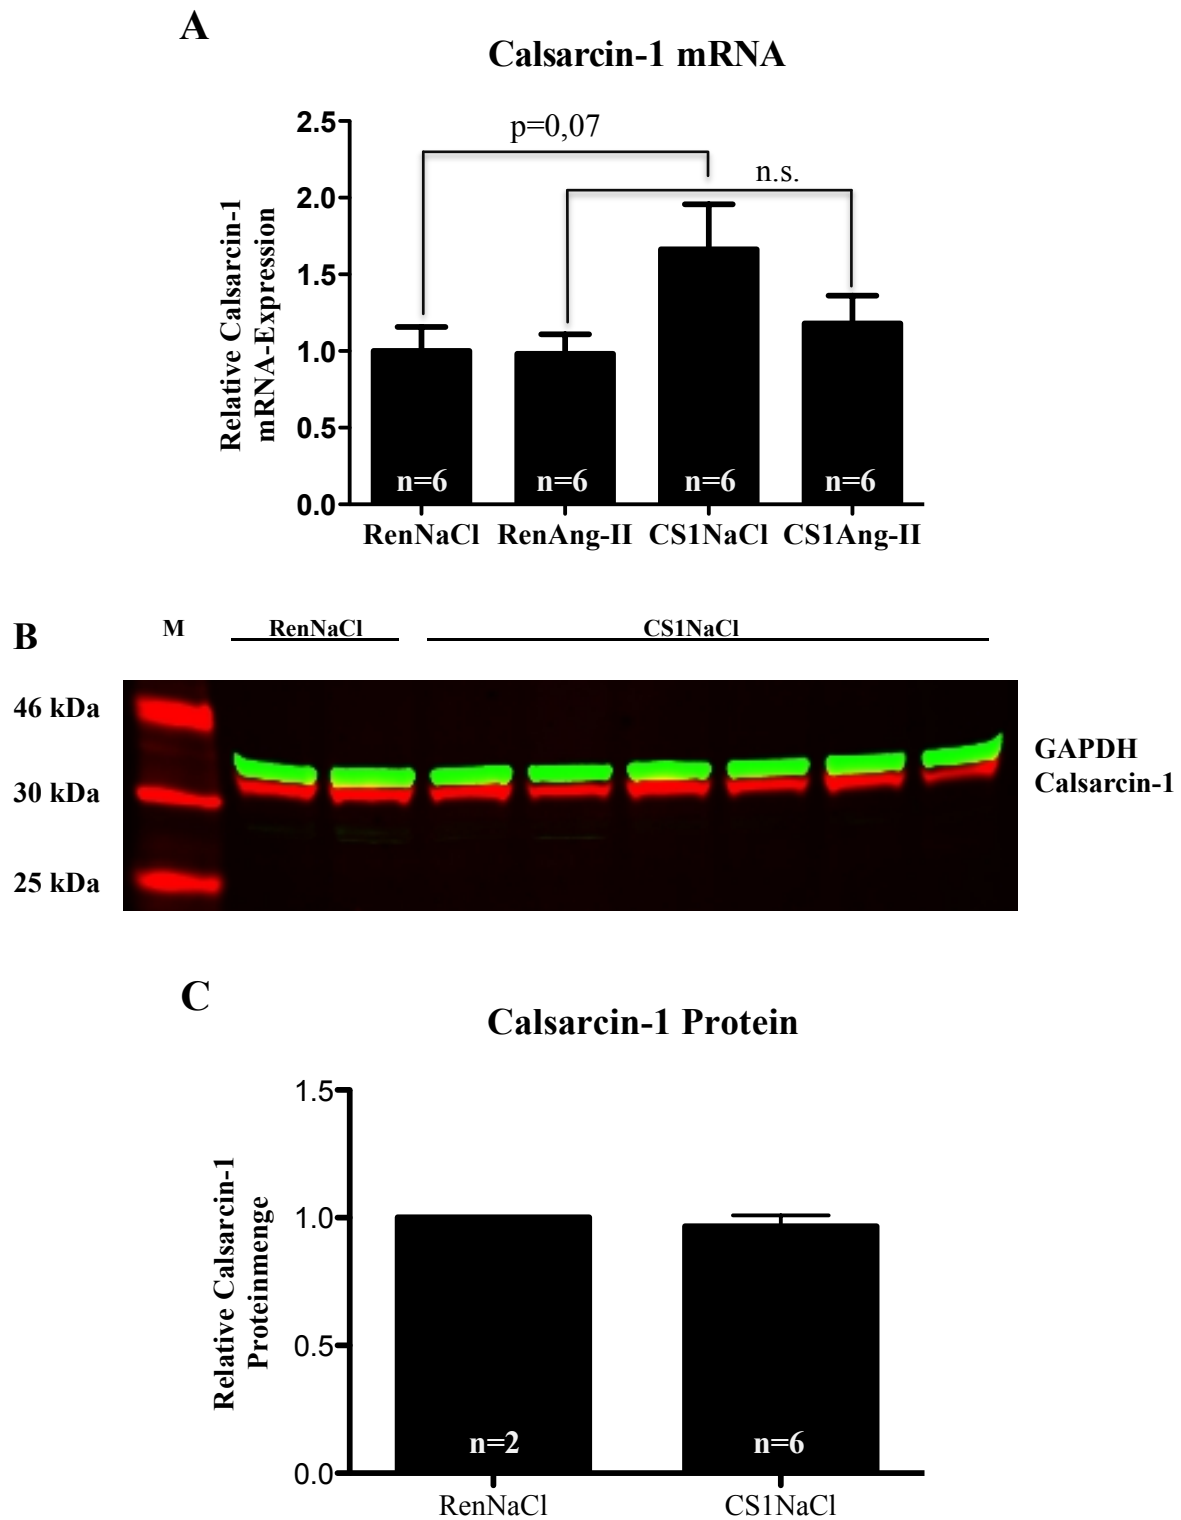 A
Calsarcin-1 mRNA
Relative Calsarcin-1
mRNA-Expression
2.5
2.0
1.5
1.0
0.5
0.0
p=0,07
n.s.
n=6 n=6 n=6 n=6
RenNaCl RenAng-II CS1NaCl CS1Ang-II
B
M RenNaCl CS1NaCl
46 kDa
30 kDa
25 kDa
GAPDH
Calsarcin-1
C
Calsarcin-1 Protein
Relative Calsarcin-1
Proteinmenge
1.5
1.0
0.5
0.0
n=2 n=6
RenNaCl CS1NaCl